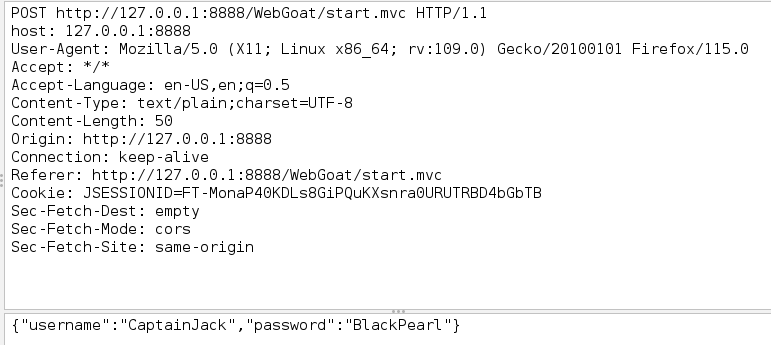 POST http://127.0.0.1:8888/WebGoat/start.mvc HTTP/1.1
host: 127.0.0.1:8888
User-Agent: Mozilla/5.0 (X11; Linux x86_64; rv:109.0) Gecko/20100101 Firefox/115.0
Accept: */*
Accept-Language: en-US,en;q=0.5
Content-Type: text/plain;charset=UTF-8
Content-Length: 50
Origin: http://127.0.0.1:8888
Connection: keep-alive
Referer: http://127.0.0.1:8888/WebGoat/start.mvc
Cookie: JSESSIONID=FT-MonaP40KDLs8GiPQuKXsnra0URUTRBD4bGbTB
Sec-Fetch-Dest: empty
Sec-Fetch-Mode: cors
Sec-Fetch-Site: same-origin
{"username":"CaptainJack","password":"BlackPearl"}